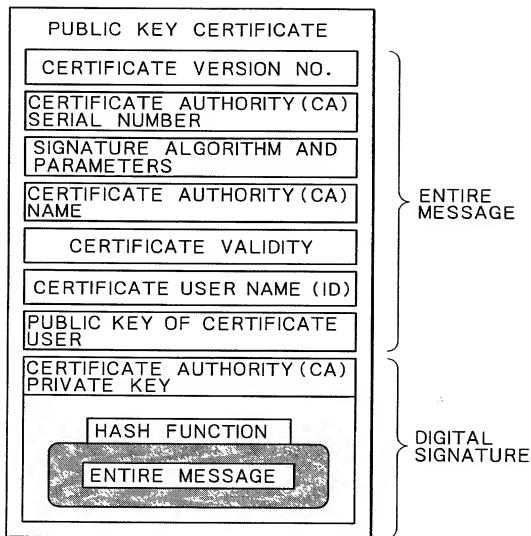 PUBLIC KEY CERTIFICATE
CERTIFICATE VERSION NO.
CERTIFICATE AUTHORITY (CA)
SERIAL NUMBER
SIGNATURE ALGORITHM AND
PARAMETERS
CERTIFICATE AUTHORITY (CA)
NAME
CERTIFICATE VALIDITY
CERTIFICATE USER NAME (ID)
PUBLIC KEY OF CERTIFICATE
USER
ENTIRE
MESSAGE
CERTIFICATE AUTHORITY (CA)
PRIVATE KEY
HASH FUNCTION
ENTIRE MESSAGE
DIGITAL
SIGNATURE